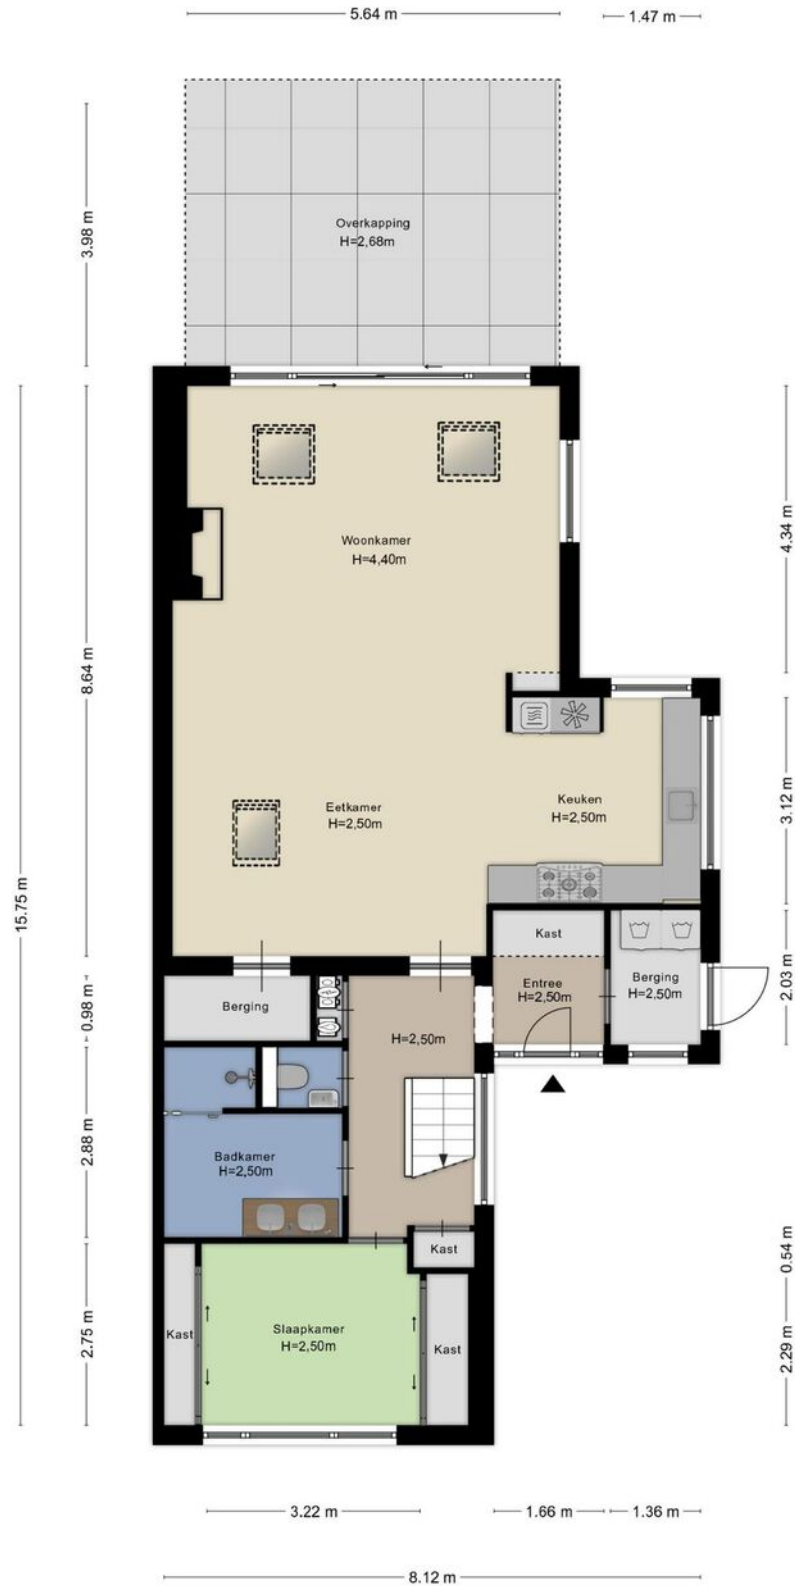 5.64 m
1.47 m
3.98 m
Overkapping
H=2,68m
Woonkamer
H=4,40m
4.34 m
8.64 m
15.75 m
Eetkamer
H=2,50m
Keuken
H=2,50m
3.12 m
Kast
Entree
H=2,50m
Berging
H=2,50m
2.03 m
Berging
0.98 m
H=2,50m
2.88 m
Badkamer
H=2,50m
Kast
0.54 m
Slaapkamer
H=2,50m
Kast
Kast
2.75 m
2.29 m
3.22 m
1.66 m
1.36 m
8.12 m